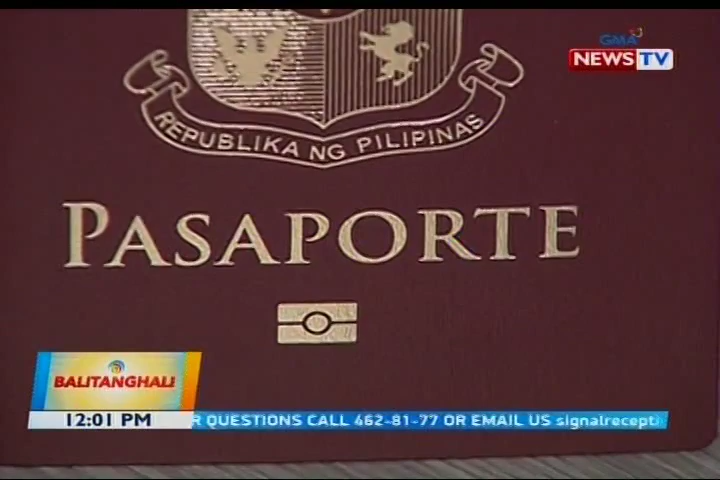 GMA
NEWS TV
REPUBLIKA NG PILIPINAS
PASAPORTE
BALITANGHALI
12:01 PM
R QUESTIONS CALL 462-81-77 OR EMAIL US signalrecepti